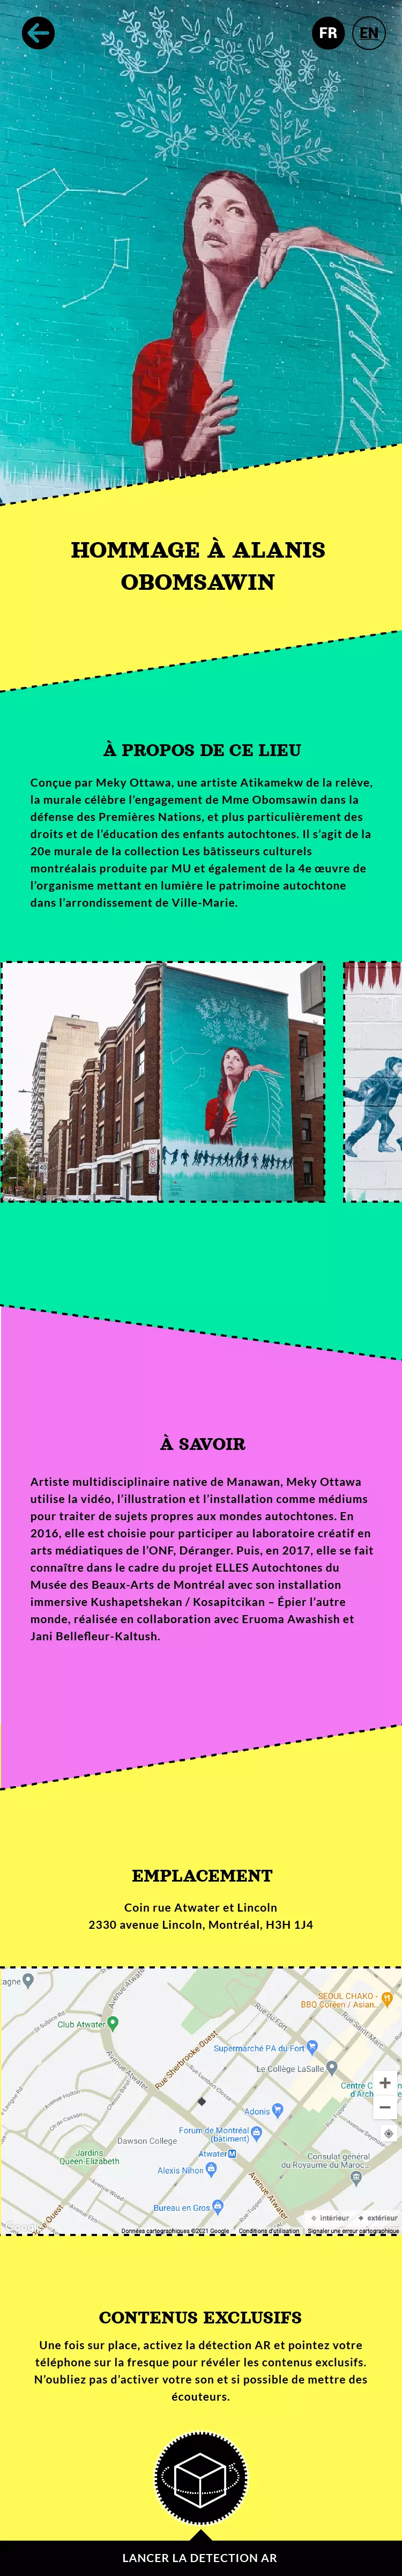 FR EN
HOMMAGE À ALANIS
OBOMSAWIN
À PROPOS DE CE LIEU
Conçue par Meky Ottawa, une artiste Atikamekw de la relève,
la murale célèbre l'engagement de Mme Obomsawin dans la
défense des Premières Nations, et plus particulièrement des
droits et de l'éducation des enfants autochtones. Il s'agit de la
20e murale de la collection Les bâtisseurs culturels
montréalais produite par MU et également de la 4e œuvre de
l'organisme mettant en lumière le patrimoine autochtone
dans l'arrondissement de Ville-Marie.
À SAVOIR
Artiste multidisciplinaire native de Manawan, Meky Ottawa
utilise la vidéo, l'illustration et l'installation comme médiums
pour traiter de sujets propres aux mondes autochtones. En
2016, elle est choisie pour participer au laboratoire créatif en
arts médiatiques de l'ONF, Déranger. Puis, en 2017, elle se fait
connaître dans le cadre du projet ELLES Autochtones du
Musée des Beaux-Arts de Montréal avec son installation
immersive Kushapetshekan / Kosapitcikan – Épier l'autre
monde, réalisée en collaboration avec Eruoma Awashish et
Jani Bellefleur-Kaltush.
EMPLACEMENT
Coin rue Atwater et Lincoln
2330 avenue Lincoln, Montréal, H3H 1J4
Avenue Atwater
SEOUL CHAKO -
BBQ Coréen / Asian...
Club Atwater
Rue du Fort
Rue Saint-Marc
Rue Sherbrooke Ouest
Supermarché PA du Fort
Le Collège LaSalle
Avenue Atwater
Rue Lambert Closse
Adonis
Forum de Montréal
(bâtiment)
Dawson College
Atwater M
Jardins
Queen-Elizabeth
Consulat général
du Royaume du Maroc...
Alexis Nihon
Avenue Wood
Bureau en Gros
Avenue Atwater
intérieur extérieur
Données cartographiques ©2021 Google Conditions d'utilisation Signaler une erreur cartographique
CONTENUS EXCLUSIFS
Une fois sur place, activez la détection AR et pointez votre
téléphone sur la fresque pour révéler les contenus exclusifs.
N'oubliez pas d'activer votre son et si possible de mettre des
écouteurs.
LANCER LA DETECTION AR